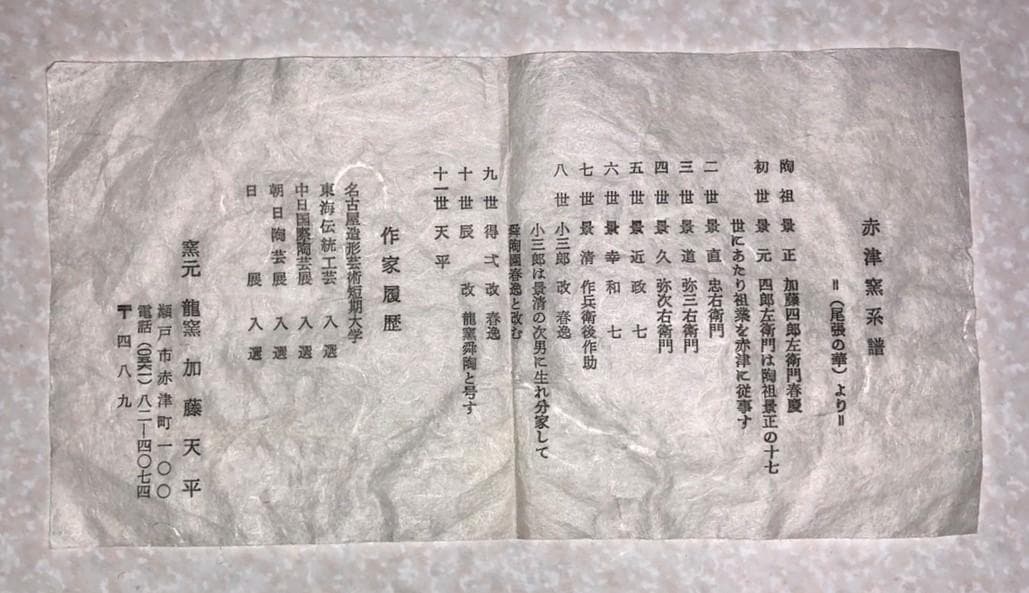 赤津窯系譜
＝（尾張の華）より＝
陶祖 景正 加藤四郎左衛門春慶
初世 景元 四郎左衛門は陶祖景正の十七
世にあたり祖業を赤津に従事す
二世 景直 忠右衛門
三世 景道 弥三右衛門
四世 景久 弥次右衛門
五世 景近 政七
六世 景幸 和七
七世 景清 作兵衛後作助
八世 小三郎改 春逸
小三郎は景清の次男に生れ分家して
舜陶園春逸と改む
九世 得弌改 春逸
十世 辰改 龍窯舜陶と号す
十一世 天平
作家履歴
名古屋造形芸術短期大学
東海伝統工芸 入選
中日国際陶芸展 入選
朝日陶芸展 入選
日展 入選
窯元 龍窯 加藤天平
瀬戸市赤津町一〇〇
電話（〇五六一）八二－四〇七四
〒四八九